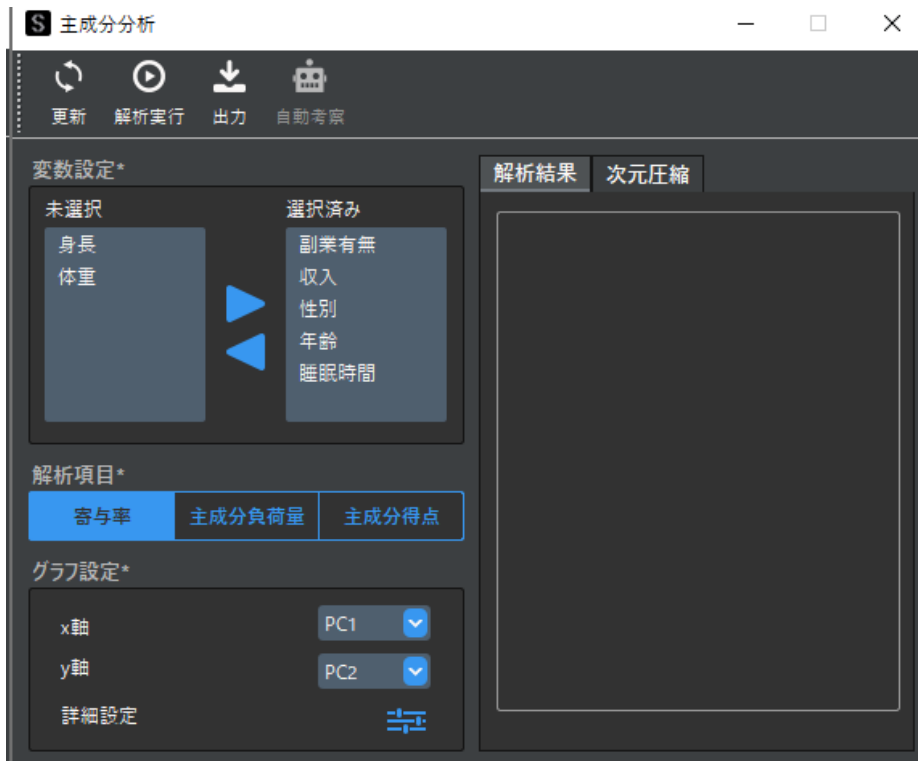 S 主成分分析
更新 解析実行 出力 自動考察
変数設定*
未選択 選択済み
身長
体重
副業有無
収入
性別
年齢
睡眠時間
解析項目*
寄与率 主成分負荷量 主成分得点
グラフ設定*
x軸 PC1
y軸 PC2
詳細設定
解析結果 次元圧縮